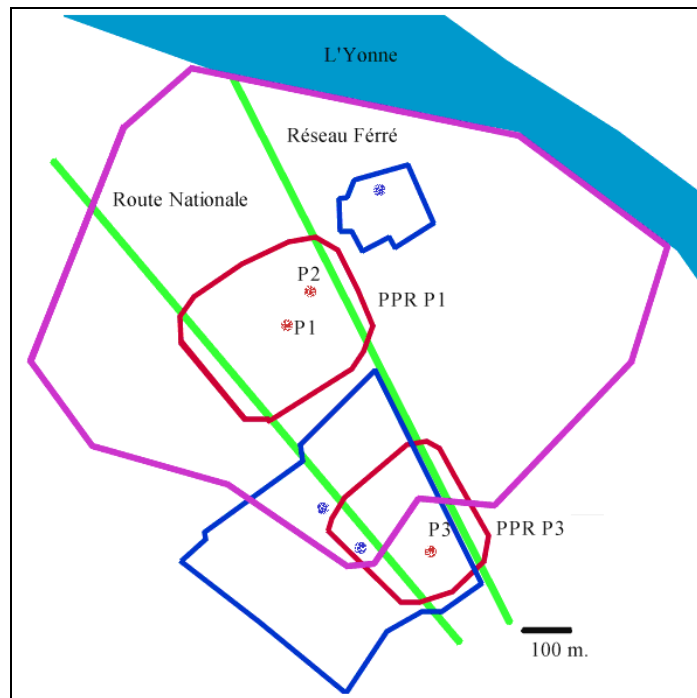 L'Yonne
Réseau Férré
Route Nationale
P2
PPR P1
P1
P3
PPR P3
100 m.